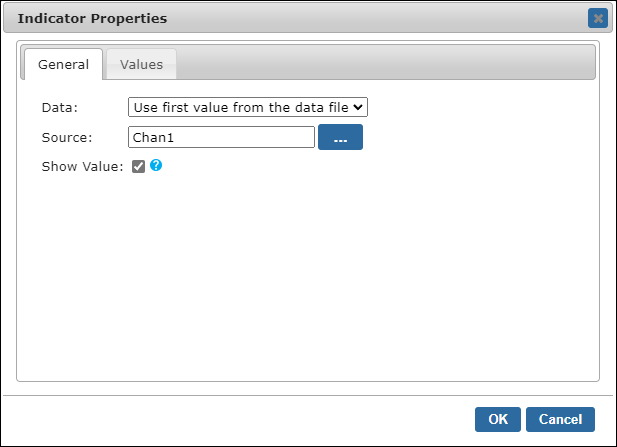 Indicator Properties
General Values
Data: Use first value from the data file
Source: Chan1 ...
Show Value: ?
OK Cancel